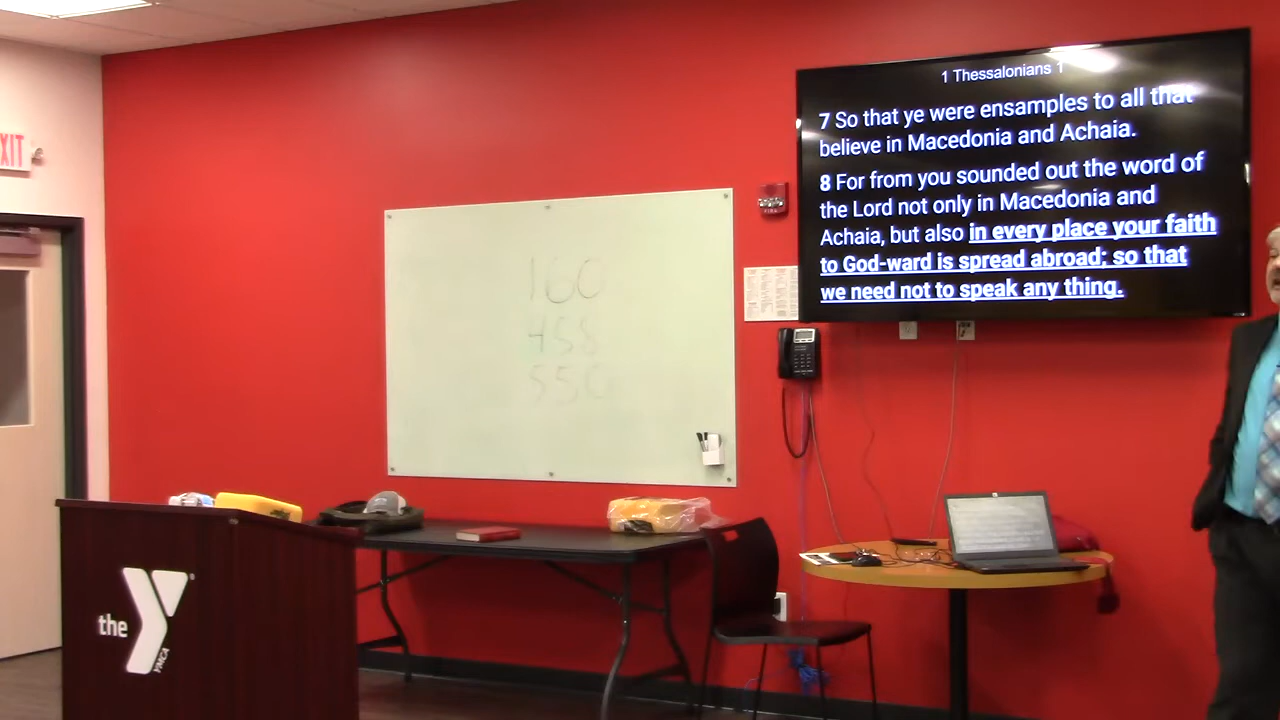 EXIT
1 Thessalonians 1
7 So that ye were ensamples to all that
believe in Macedonia and Achaia.
8 For from you sounded out the word of
the Lord not only in Macedonia and
Achaia, but also in every place your faith
to God-ward is spread abroad; so that
we need not to speak any thing.
160
458
550
FIRE
the Y
YMCA